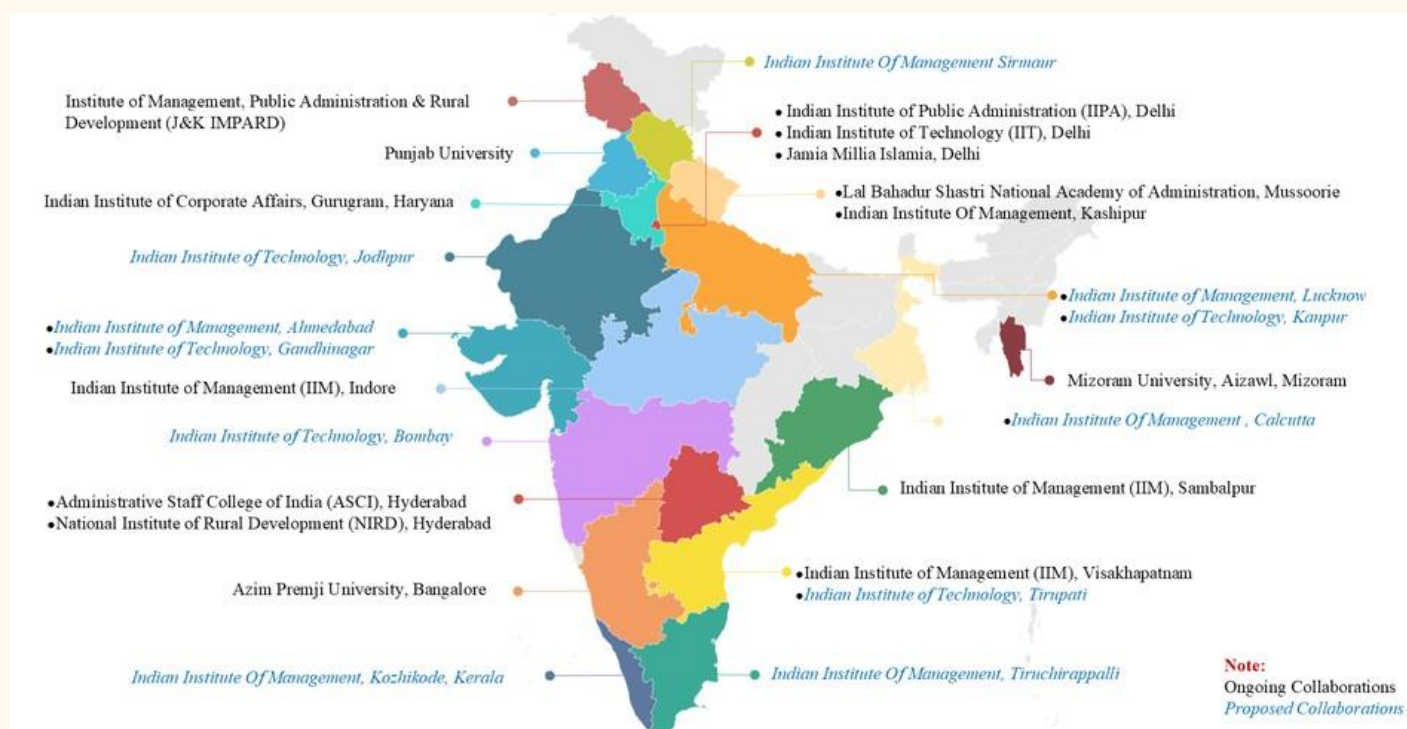 Indian Institute Of Management Sirmaur
Institute of Management, Public Administration & Rural
Development (J&K IMPARD)
●Indian Institute of Public Administration (IIPA), Delhi
●Indian Institute of Technology (IIT), Delhi
●Jamia Millia Islamia, Delhi
Punjab University
●Lal Bahadur Shastri National Academy of Administration, Mussoorie
●Indian Institute Of Management, Kashipur
Indian Institute of Corporate Affairs, Gurugram, Haryana
Indian Institute of Technology, Jodhpur
●Indian Institute of Management, Lucknow
●Indian Institute of Technology, Kanpur
●Indian Institute of Management, Ahmedabad
●Indian Institute of Technology, Gandhinagar
Indian Institute of Management (IIM), Indore
Mizoram University, Aizawl, Mizoram
●Indian Institute Of Management , Calcutta
Indian Institute of Technology, Bombay
Indian Institute of Management (IIM), Sambalpur
●Administrative Staff College of India (ASCI), Hyderabad
●National Institute of Rural Development (NIRD), Hyderabad
●Indian Institute of Management (IIM), Visakhapatnam
●Indian Institute of Technology, Tirupati
Azim Premji University, Bangalore
Indian Institute Of Management, Kozhikode, Kerala
Indian Institute Of Management, Tiruchirappalli
Note:
Ongoing Collaborations
Proposed Collaborations